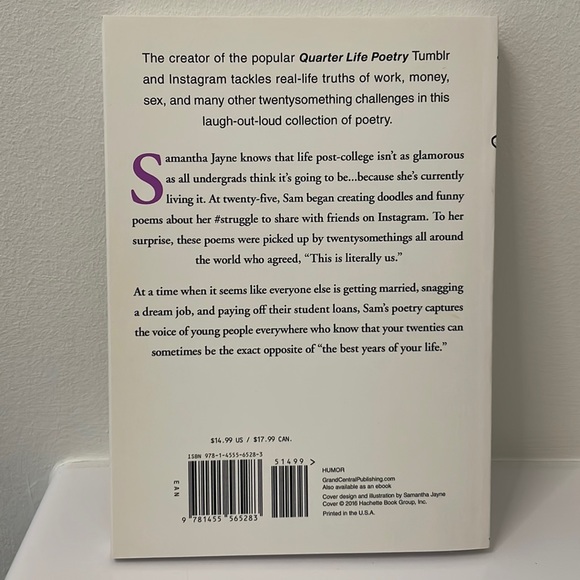 The creator of the popular Quarter Life Poetry Tumblr
and Instagram tackles real-life truths of work, money,
sex, and many other twentysomething challenges in this
laugh-out-loud collection of poetry.
Samantha Jayne knows that life post-college isn't as glamorous
as all undergrads think it's going to be...because she's currently
living it. At twenty-five, Sam began creating doodles and funny
poems about her #struggle to share with friends on Instagram. To her
surprise, these poems were picked up by twentysomethings all around
the world who agreed, "This is literally us."
At a time when it seems like everyone else is getting married, snagging
a dream job, and paying off their student loans, Sam's poetry captures
the voice of young people everywhere who know that your twenties can
sometimes be the exact opposite of "the best years of your life."
$14.99 US / $17.99 CAN.
ISBN 978-1-4555-6528-3
51499 >
EAN
9 781455 565283
HUMOR
GrandCentralPublishing.com
Also available as an ebook
Cover design and illustration by Samantha Jayne
Cover © 2016 Hachette Book Group, Inc.
Printed in the U.S.A.